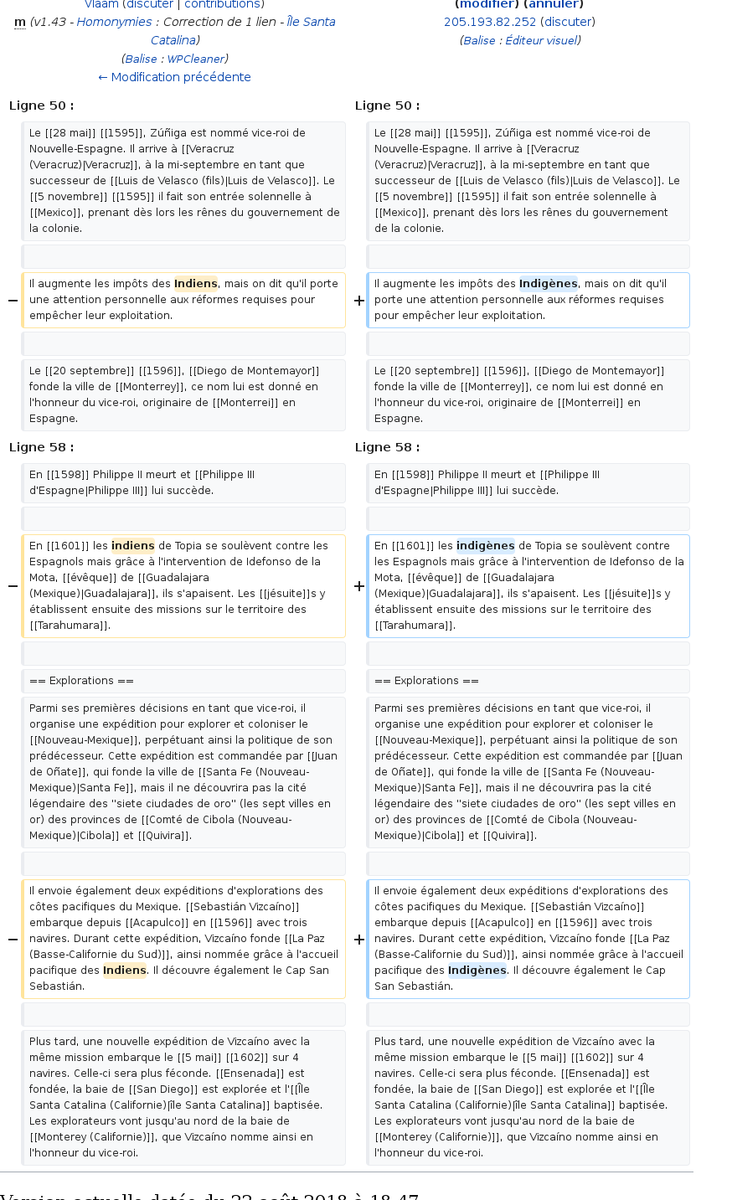 Vlaam (discuter | contributions)
m (v1.43 - Homonymies : Correction de 1 lien - Île Santa
Catalina)
(Balise : WPCleaner)
← Modification précédente
(modifier) (annuler)
205.193.82.252 (discuter)
(Balise : Éditeur visuel)
Ligne 50 :
Le [[28 mai]] [[1595]], Zúñiga est nommé vice-roi de
Nouvelle-Espagne. Il arrive à [[Veracruz
(Veracruz)|Veracruz]], à la mi-septembre en tant que
successeur de [[Luis de Velasco (fils)|Luis de Velasco]]. Le
[[5 novembre]] [[1595]] il fait son entrée solennelle à
[[Mexico]], prenant dès lors les rênes du gouvernement de
la colonie.
Ligne 50 :
Le [[28 mai]] [[1595]], Zúñiga est nommé vice-roi de
Nouvelle-Espagne. Il arrive à [[Veracruz
(Veracruz)|Veracruz]], à la mi-septembre en tant que
successeur de [[Luis de Velasco (fils)|Luis de Velasco]]. Le
[[5 novembre]] [[1595]] il fait son entrée solennelle à
[[Mexico]], prenant dès lors les rênes du gouvernement
de la colonie.
− Il augmente les impôts des Indiens, mais on dit qu'il porte
une attention personnelle aux réformes requises pour
empêcher leur exploitation.
+ Il augmente les impôts des Indigènes, mais on dit qu'il
porte une attention personnelle aux réformes requises
pour empêcher leur exploitation.
Le [[20 septembre]] [[1596]], [[Diego de Montemayor]]
fonde la ville de [[Monterrey]], ce nom lui est donné en
l'honneur du vice-roi, originaire de [[Monterrei]] en
Espagne.
Le [[20 septembre]] [[1596]], [[Diego de Montemayor]]
fonde la ville de [[Monterrey]], ce nom lui est donné en
l'honneur du vice-roi, originaire de [[Monterrei]] en
Espagne.
Ligne 58 :
En [[1598]] Philippe II meurt et [[Philippe III
d'Espagne|Philippe III]] lui succède.
Ligne 58 :
En [[1598]] Philippe II meurt et [[Philippe III
d'Espagne|Philippe III]] lui succède.
− En [[1601]] les indiens de Topia se soulèvent contre les
Espagnols mais grâce à l'intervention de Idefonso de la
Mota, [[évêque]] de [[Guadalajara
(Mexique)|Guadalajara]], ils s'apaisent. Les [[jésuite]]s y
établissent ensuite des missions sur le territoire des
[[Tarahumara]].
+ En [[1601]] les indigènes de Topia se soulèvent contre
les Espagnols mais grâce à l'intervention de Idefonso de la
Mota, [[évêque]] de [[Guadalajara
(Mexique)|Guadalajara]], ils s'apaisent. Les [[jésuite]]s y
établissent ensuite des missions sur le territoire des
[[Tarahumara]].
== Explorations ==
== Explorations ==
Parmi ses premières décisions en tant que vice-roi, il
organise une expédition pour explorer et coloniser le
[[Nouveau-Mexique]], perpétuant ainsi la politique de son
prédécesseur. Cette expédition est commandée par [[Juan
de Oñate]], qui fonde la ville de [[Santa Fe (Nouveau-
Mexique)|Santa Fe]], mais il ne découvrira pas la cité
légendaire des "siete ciudades de oro" (les sept villes en
or) des provinces de [[Comté de Cibola (Nouveau-
Mexique)|Cibola]] et [[Quivira]].
Parmi ses premières décisions en tant que vice-roi, il
organise une expédition pour explorer et coloniser le
[[Nouveau-Mexique]], perpétuant ainsi la politique de son
prédécesseur. Cette expédition est commandée par [[Juan
de Oñate]], qui fonde la ville de [[Santa Fe (Nouveau-
Mexique)|Santa Fe]], mais il ne découvrira pas la cité
légendaire des "siete ciudades de oro" (les sept villes en
or) des provinces de [[Comté de Cibola (Nouveau-
Mexique)|Cibola]] et [[Quivira]].
− Il envoie également deux expéditions d'explorations des
côtes pacifiques du Mexique. [[Sebastián Vizcaíno]]
embarque depuis [[Acapulco]] en [[1596]] avec trois
navires. Durant cette expédition, Vizcaíno fonde [[La Paz
(Basse-Californie du Sud)]], ainsi nommée grâce à l'accueil
pacifique des Indiens. Il découvre également le Cap San
Sebastián.
+ Il envoie également deux expéditions d'explorations des
côtes pacifiques du Mexique. [[Sebastián Vizcaíno]]
embarque depuis [[Acapulco]] en [[1596]] avec trois
navires. Durant cette expédition, Vizcaíno fonde [[La Paz
(Basse-Californie du Sud)]], ainsi nommée grâce à l'accueil
pacifique des Indigènes. Il découvre également le Cap
San Sebastián.
Plus tard, une nouvelle expédition de Vizcaíno avec la
même mission embarque le [[5 mai]] [[1602]] sur 4
navires. Celle-ci sera plus féconde. [[Ensenada]] est
fondée, la baie de [[San Diego]] est explorée et l'[[Île
Santa Catalina (Californie)|île Santa Catalina]] baptisée.
Les explorateurs vont jusqu'au nord de la baie de
[[Monterey (Californie)]], que Vizcaíno nomme ainsi en
l'honneur du vice-roi.
Plus tard, une nouvelle expédition de Vizcaíno avec la
même mission embarque le [[5 mai]] [[1602]] sur 4
navires. Celle-ci sera plus féconde. [[Ensenada]] est
fondée, la baie de [[San Diego]] est explorée et l'[[Île
Santa Catalina (Californie)|île Santa Catalina]] baptisée.
Les explorateurs vont jusqu'au nord de la baie de
[[Monterey (Californie)]], que Vizcaíno nomme ainsi en
l'honneur du vice-roi.
Version actuelle datée du 22 août 2018 à 18:47